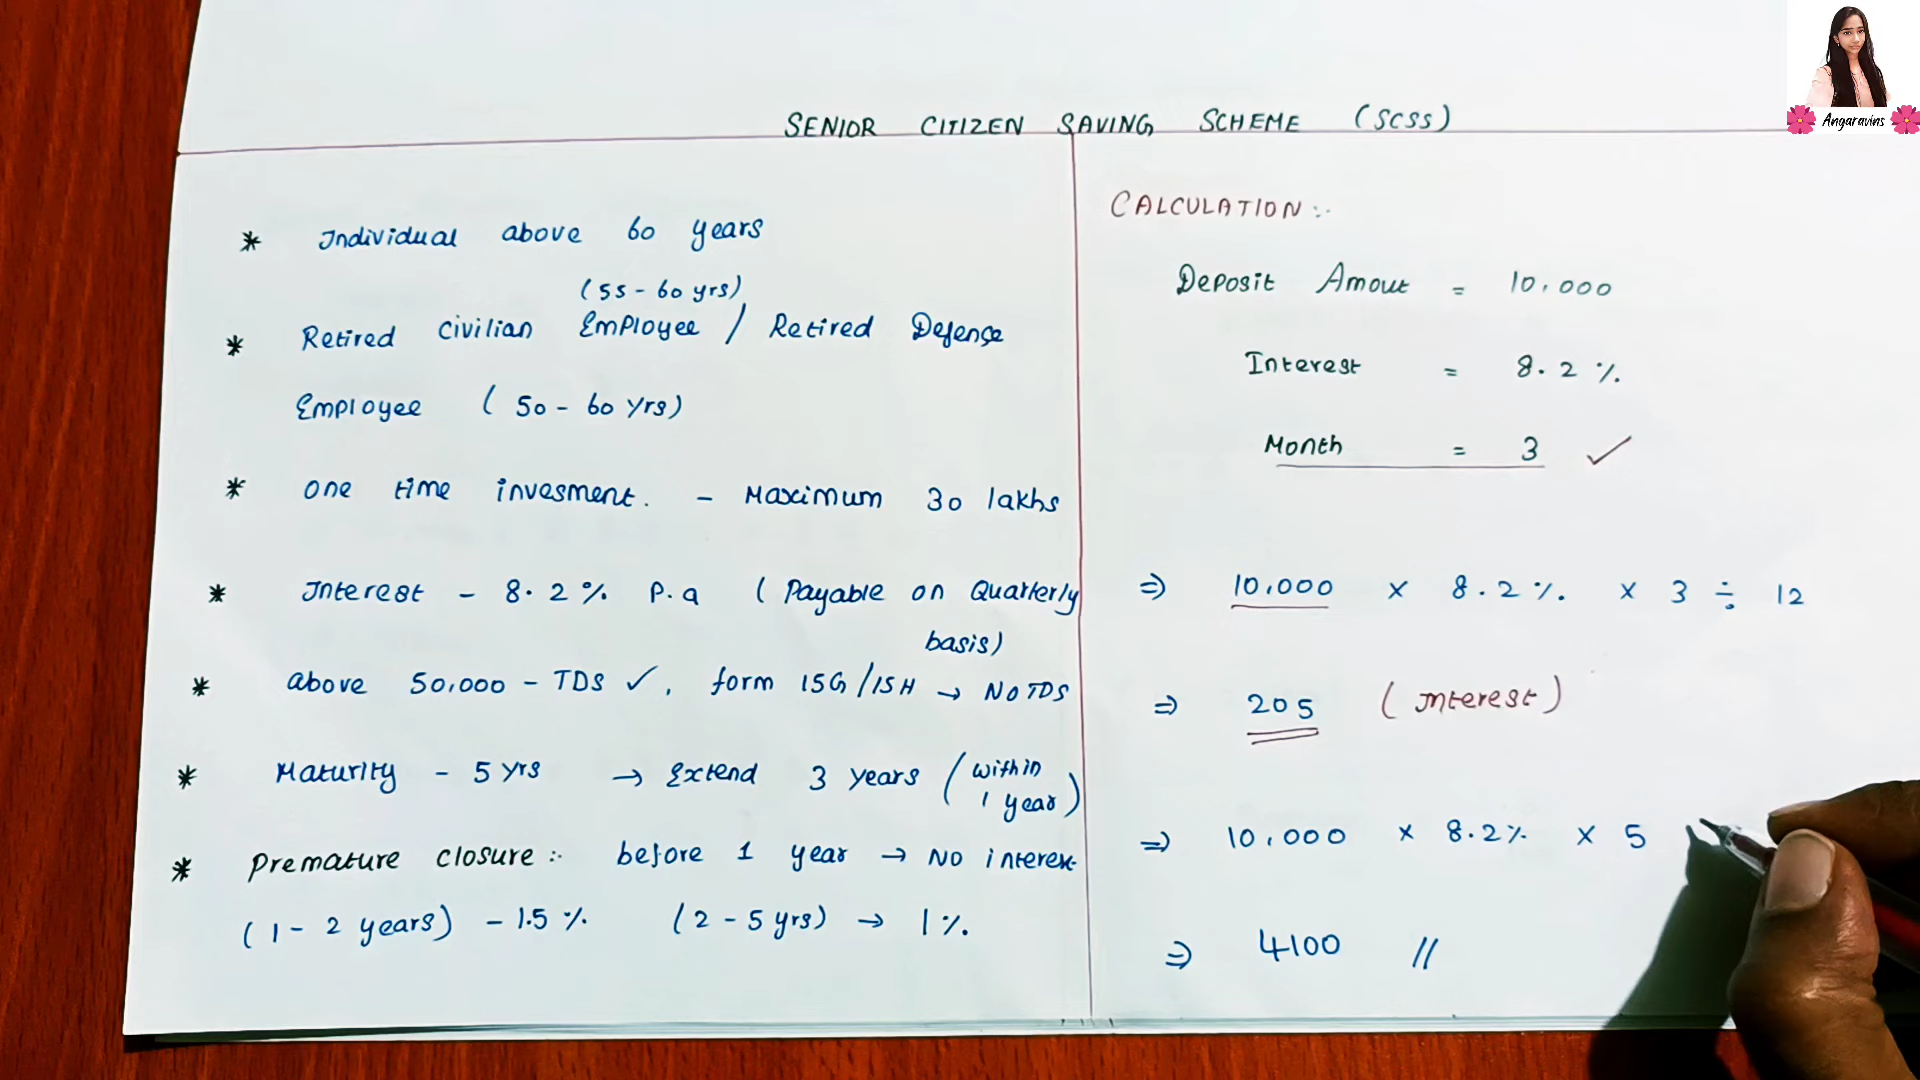 SENIOR CITIZEN SAVING SCHEME (SCSS)
Angaravins
* Individual above 60 years
(55 - 60 yrs)
* Retired civilian Employee / Retired Defense
Employee ( 50 - 60 yrs)
* one time invesment. - Maximum 30 lakhs
* Interest - 8.2% P.a ( Payable on Quarterly
basis)
* above 50,000 - TDS ✓, form 15G/15H → NO TDS
* Maturity - 5 yrs → Extend 3 years (within
1 year)
* Premature closure:- before 1 year → No interest
(1 - 2 years) - 1.5% (2 - 5 yrs) → 1%.
CALCULATION:-
Deposit Amout = 10,000
Interest = 8.2%
Month = 3 ✓
⇒ 10,000 x 8.2%. x 3 ÷ 12
⇒ 205 (Interest)
⇒ 10,000 x 8.2% x 5
⇒ 4100 //